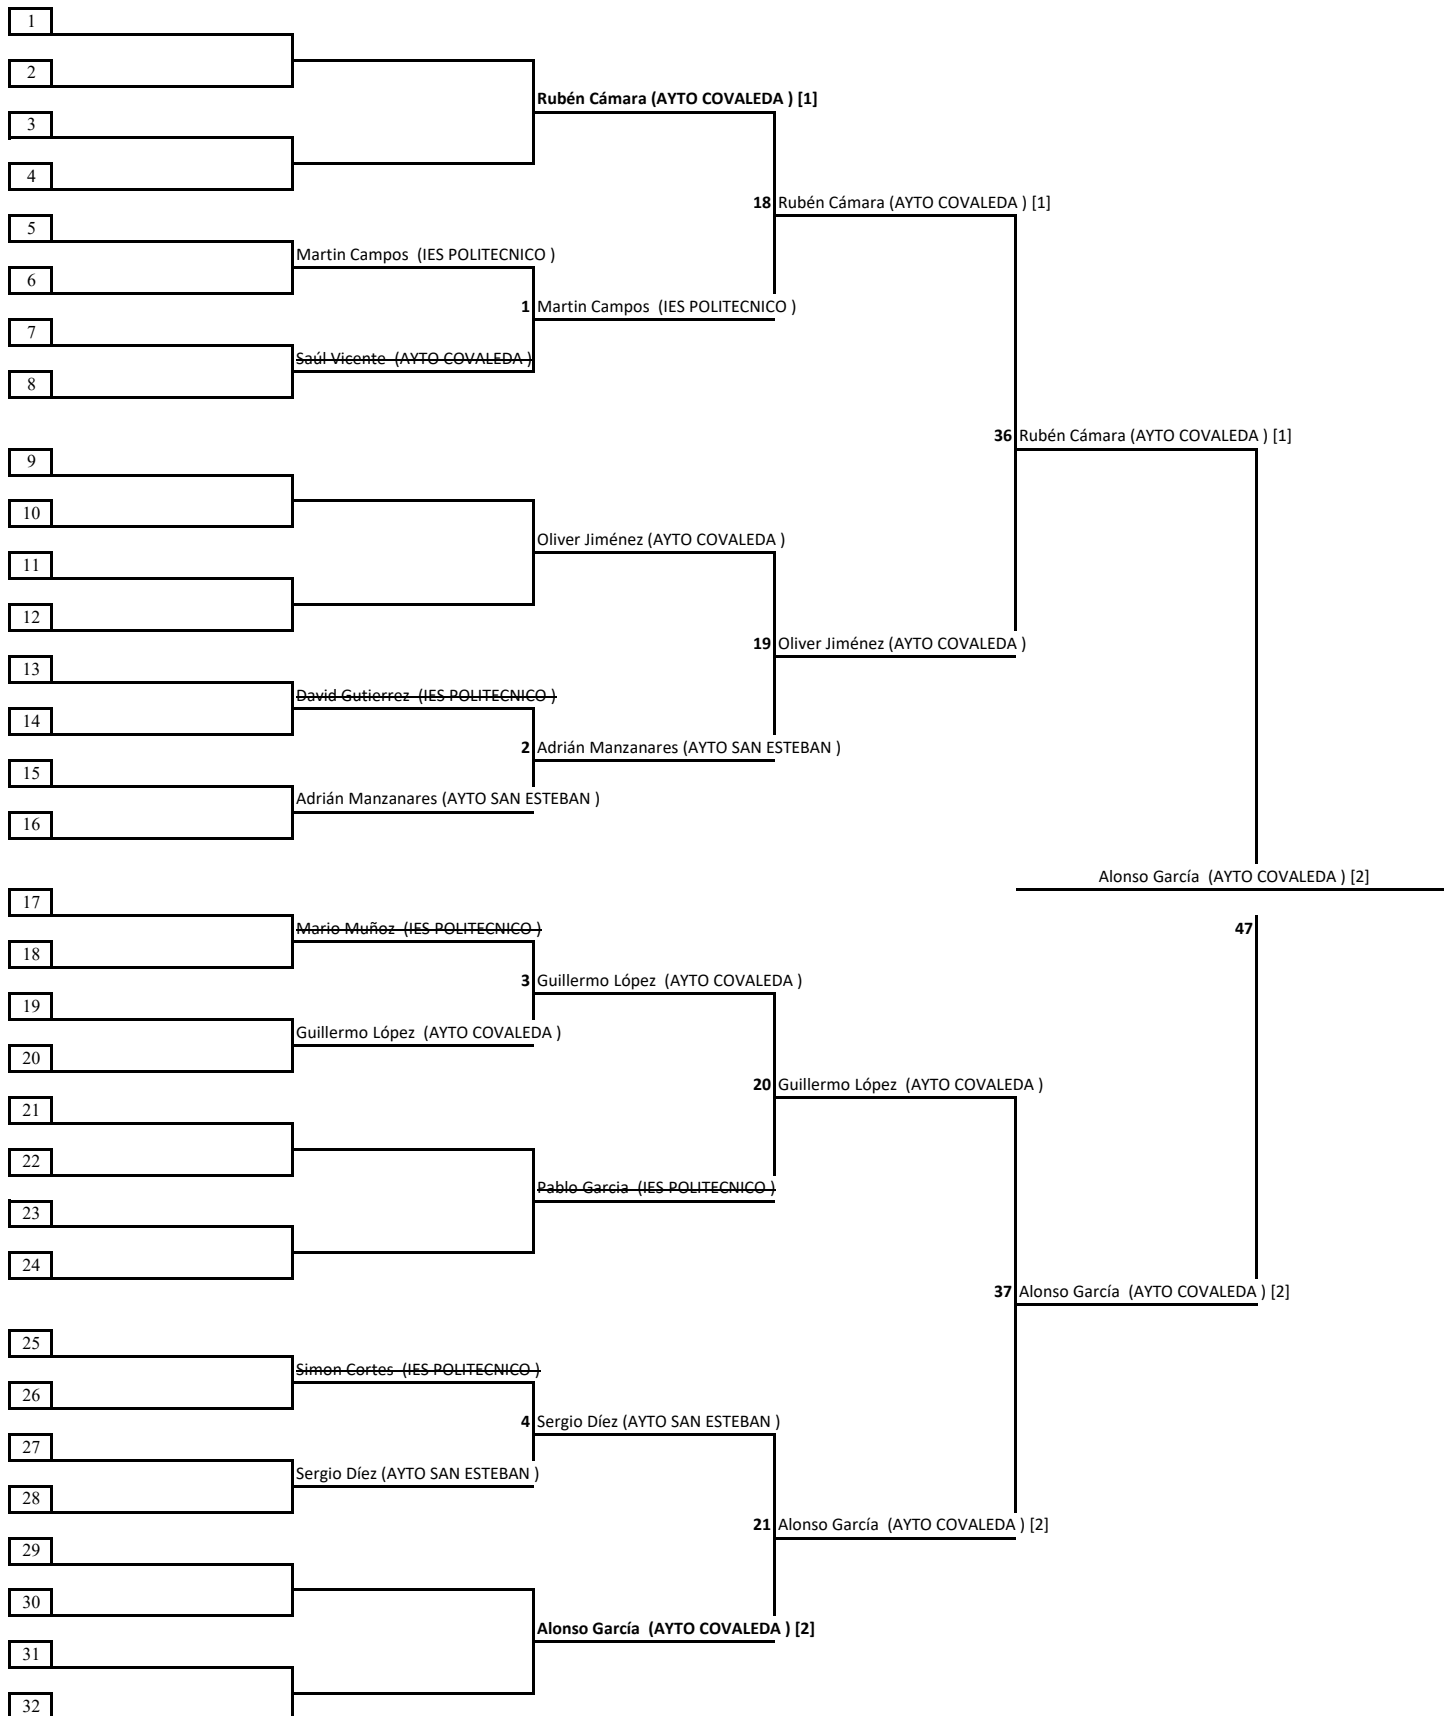 1
2
Rubén Cámara (AYTO COVALEDA ) [1]
3
4
18 Rubén Cámara (AYTO COVALEDA ) [1]
5
Martin Campos  (IES POLITECNICO )
6
1 Martin Campos  (IES POLITECNICO )
7
Saúl Vicente  (AYTO COVALEDA )
8
36 Rubén Cámara (AYTO COVALEDA ) [1]
9
10
Oliver Jiménez (AYTO COVALEDA )
11
12
19 Oliver Jiménez (AYTO COVALEDA )
13
David Gutierrez  (IES POLITECNICO )
14
2 Adrián Manzanares (AYTO SAN ESTEBAN )
15
Adrián Manzanares (AYTO SAN ESTEBAN )
16
Alonso García  (AYTO COVALEDA ) [2]
17
Mario Muñoz  (IES POLITECNICO )
47
18
3 Guillermo López  (AYTO COVALEDA )
19
Guillermo López  (AYTO COVALEDA )
20
20 Guillermo López  (AYTO COVALEDA )
21
22
Pablo Garcia  (IES POLITECNICO )
23
24
37 Alonso García  (AYTO COVALEDA ) [2]
25
Simon Cortes  (IES POLITECNICO )
26
4 Sergio Díez (AYTO SAN ESTEBAN )
27
Sergio Díez (AYTO SAN ESTEBAN )
28
21 Alonso García  (AYTO COVALEDA ) [2]
29
30
Alonso García  (AYTO COVALEDA ) [2]
31
32